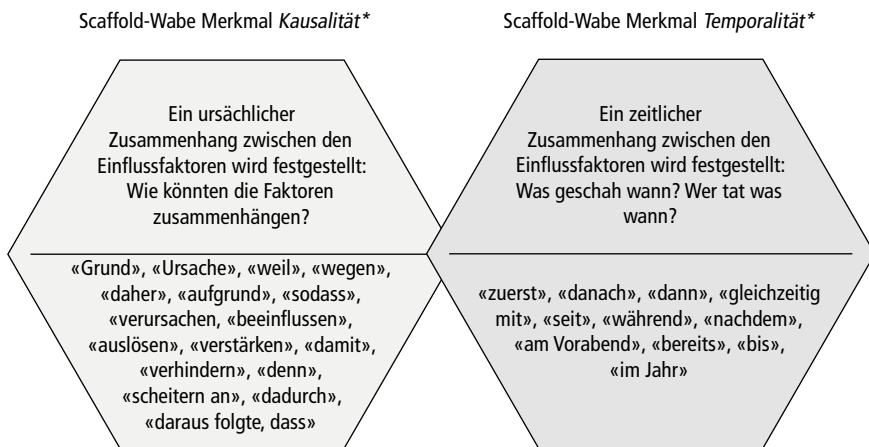 Scaffold-Wabe Merkmal Kausalität*
Ein ursächlicher
Zusammenhang zwischen den
Einflussfaktoren wird festgestellt:
Wie könnten die Faktoren
zusammenhängen?
«Grund», «Ursache», «weil», «wegen»,
«daher», «aufgrund», «sodass»,
«verursachen, «beeinflussen»,
«auslösen», «verstärken», «damit»,
«verhindern», «denn»,
«scheitern an», «dadurch»,
«daraus folgte, dass»
Scaffold-Wabe Merkmal Temporalität*
Ein zeitlicher
Zusammenhang zwischen den
Einflussfaktoren wird festgestellt:
Was geschah wann? Wer tat was
wann?
«zuerst», «danach», «dann», «gleichzeitig
mit», «seit», «während», «nachdem»,
«am Vorabend», «bereits», «bis»,
«im Jahr»